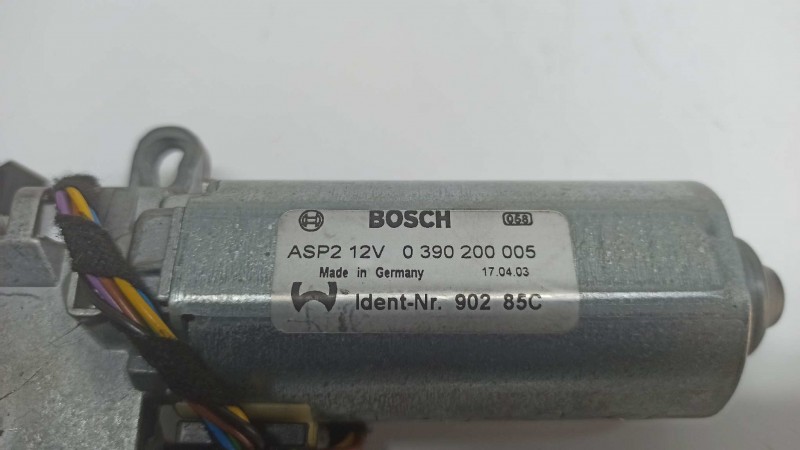 BOSCH 058
ASP2 12V 0 390 200 005
Made in Germany 17.04.03
Ident-Nr. 902 85C